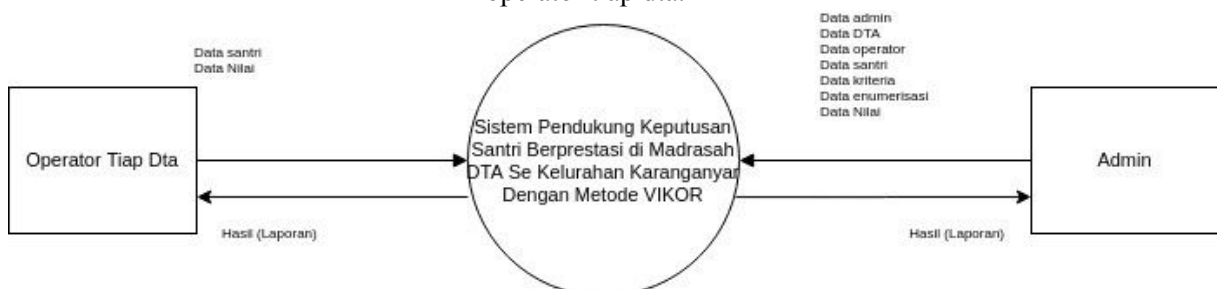 Data santri
Data Nilai
Operator Tiap Dta
Hasil (Laporan)
Sistem Pendukung Keputusan
Santri Berprestasi di Madrasah
DTA Se Kelurahan Karanganyar
Dengan Metode VIKOR
Data admin
Data DTA
Data operator
Data santri
Data kriteria
Data enumerisasi
Data Nilai
Admin
Hasil (Laporan)